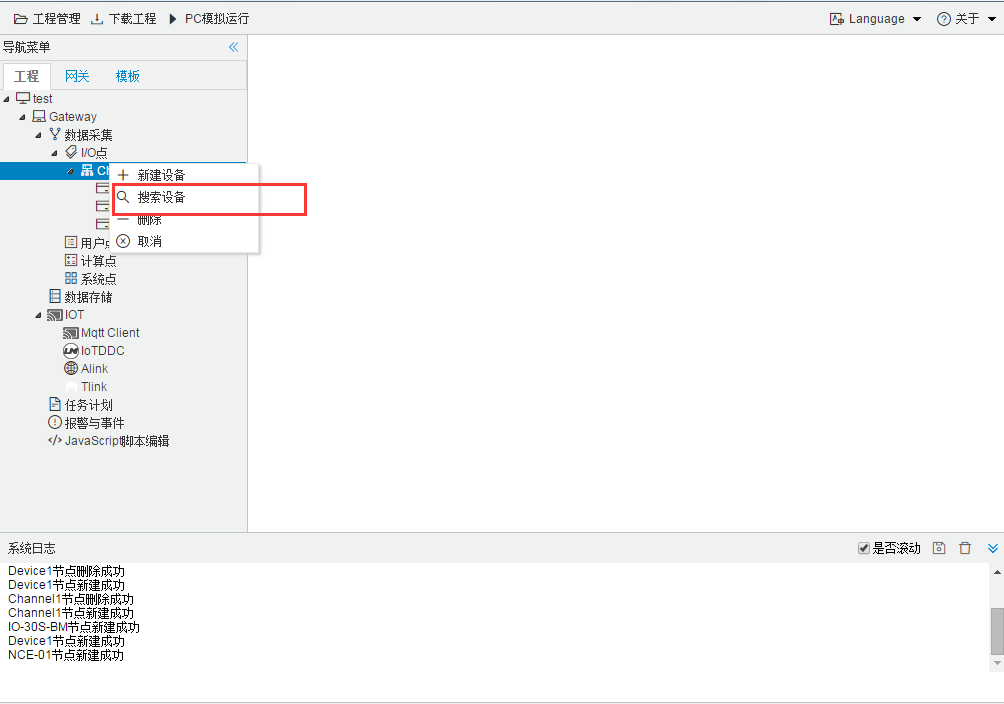 工程管理 下载工程 PC模拟运行 Language 关于
导航菜单
工程 网关 模板
test
Gateway
数据采集
I/O点
新建设备
搜索设备
删除
取消
用户
计算点
系统点
数据存储
IOT
Mqtt Client
IoTDDC
Alink
Tlink
任务计划
报警与事件
JavaScript脚本编辑
系统日志 是否滚动
Device1节点删除成功
Device1节点新建成功
Channel1节点删除成功
Channel1节点新建成功
IO-30S-BM节点新建成功
Device1节点新建成功
NCE-01节点新建成功